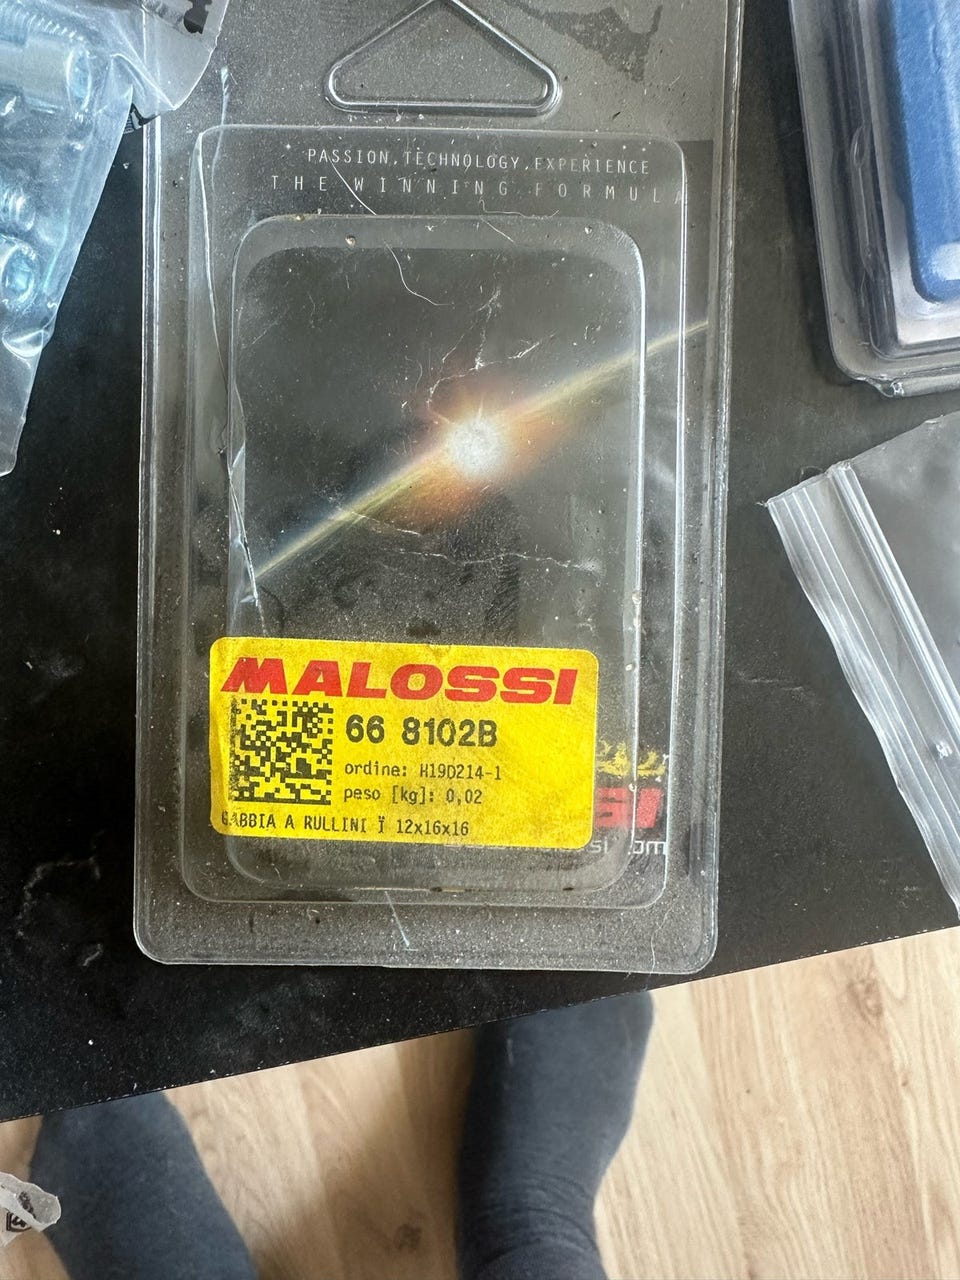 PASSION,TECHNOLOGY,EXPERIENCE
THE WINNING FORMULA
MALOSSI
66 8102B
ordine: H19D214-1
peso [kg]: 0,02
GABBIA A RULLINI Ï 12x16x16